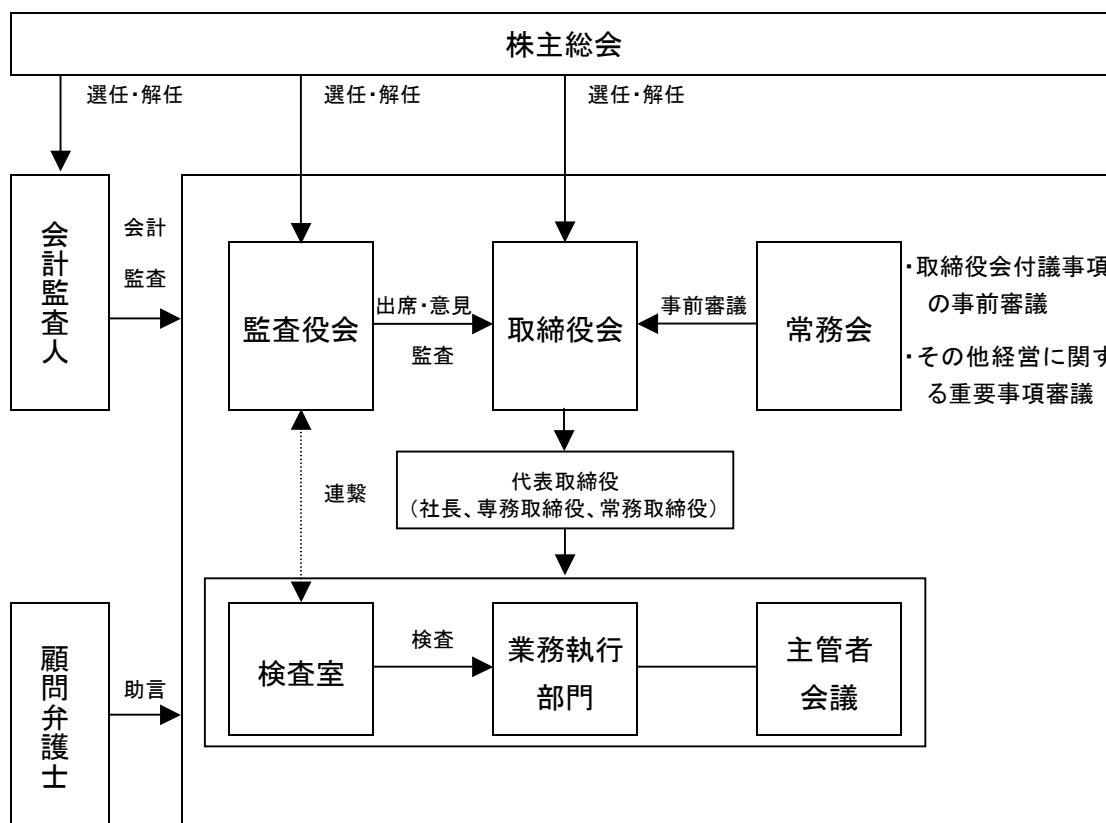 株主総会
選任・解任
選任・解任
選任・解任
会計監査人
会計
監査
監査役会
出席・意見
監査
取締役会
事前審議
常務会
・取締役会付議事項
の事前審議
・その他経営に関す
る重要事項審議
連繋
代表取締役
（社長、専務取締役、常務取締役）
顧問弁護士
助言
検査室
検査
業務執行
部門
主管者
会議